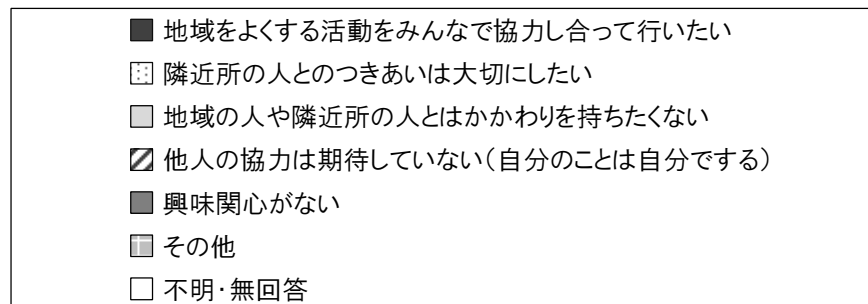 地域をよくする活動をみんなで協力し合って行いたい
隣近所の人とのつきあいは大切にしたい
地域の人や隣近所の人とはかかわりを持ちたくない
他人の協力は期待していない（自分のことは自分でする）
興味関心がない
その他
不明・無回答